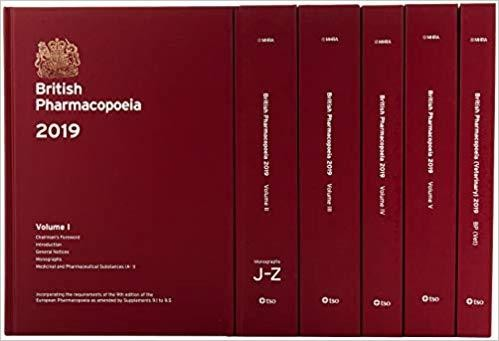 British
Pharmacopoeia
2019
Volume I
Chairman's Foreword
Introduction
General Notices
Monographs
Medicinal and Pharmaceutical Substances (A- I)
Incorporating the requirements of the 9th edition of the
European Pharmacopoeia as amended by Supplements 9.1 to 9.5
MHRA
British Pharmacopoeia 2019 Volume II
Monographs
J-Z
tso
MHRA
British Pharmacopoeia 2019 Volume III
tso
MHRA
British Pharmacopoeia 2019 Volume IV
tso
MHRA
British Pharmacopoeia 2019 Volume V
tso
MHRA
British Pharmacopoeia (Veterinary) 2019 BP (Vet)
tso